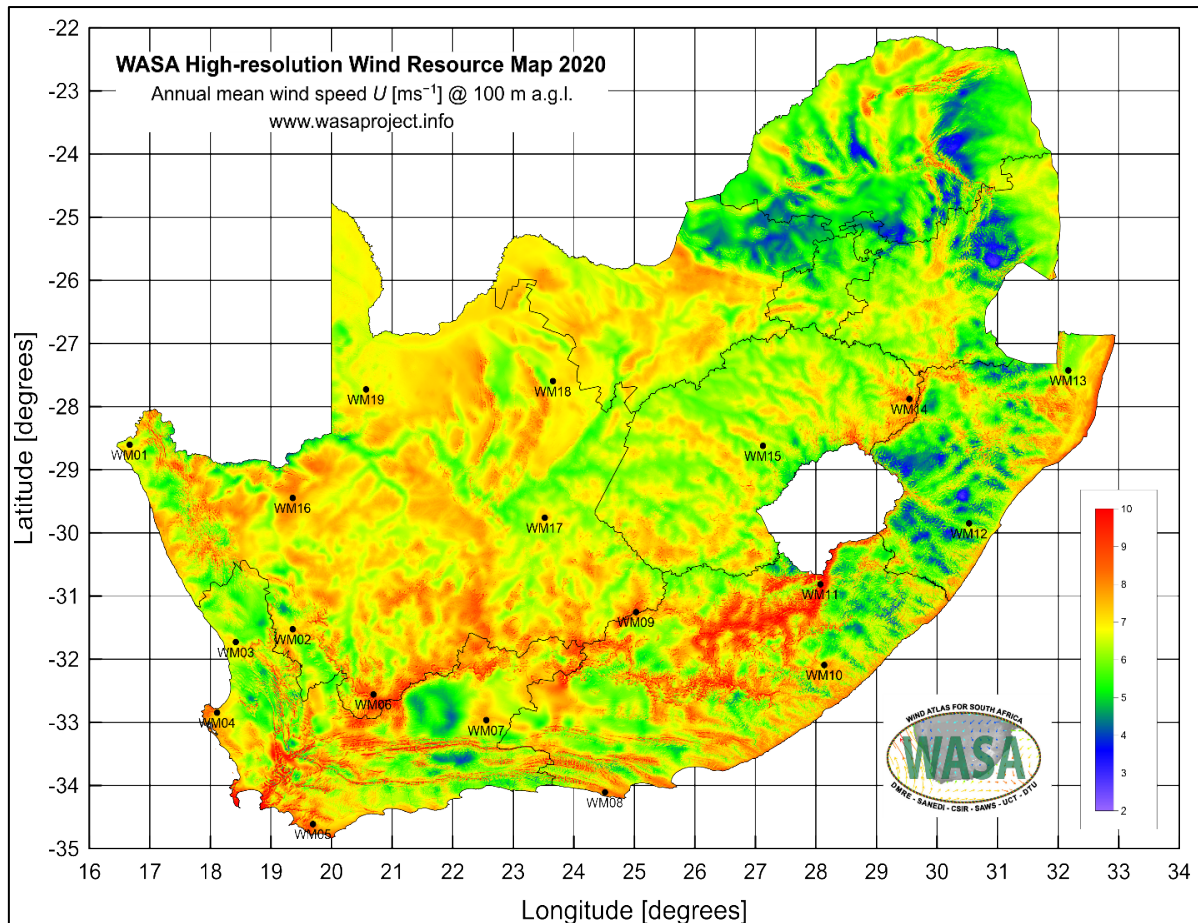 WASA High-resolution Wind Resource Map 2020
Annual mean wind speed U [ms⁻¹] @ 100 m a.g.l.
www.wasaproject.info
Latitude [degrees]
-22
-23
-24
-25
-26
-27
-28
-29
-30
-31
-32
-33
-34
-35
WM13
WM18
WM19
WM14
WM01
WM15
WM16
WM17
WM12
WM11
WM09
WM02
WM03
WM10
WM06
WM04
WM07
WM08
WM05
10
9
8
7
6
5
4
3
2
WIND ATLAS FOR SOUTH AFRICA
WASA
DMRE - SANEDI - CSIR - SAWS - UCT - DTU
16 17 18 19 20 21 22 23 24 25 26 27 28 29 30 31 32 33 34
Longitude [degrees]